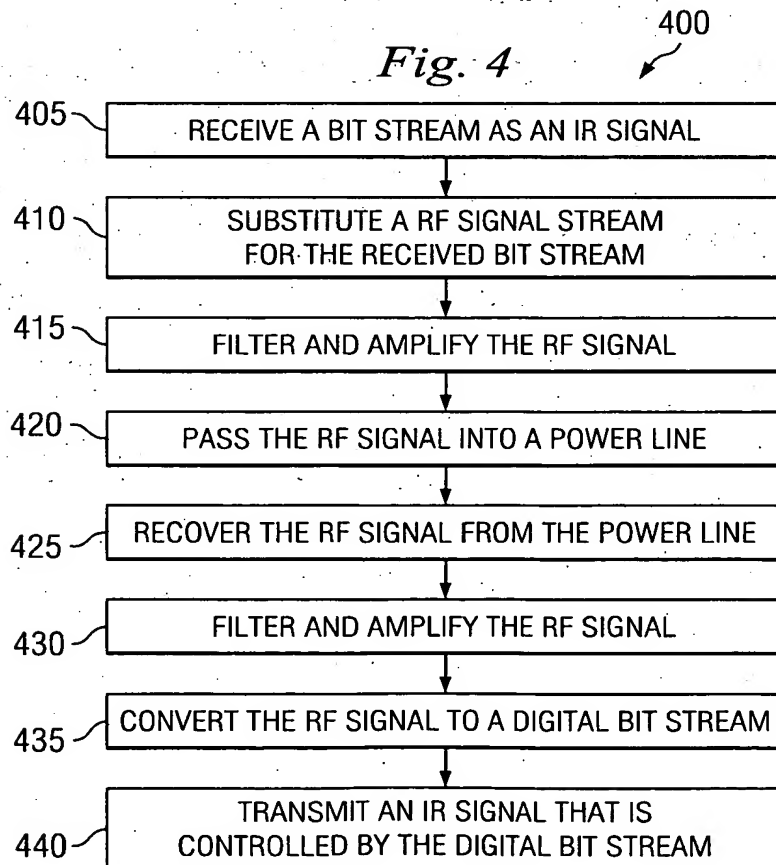 400
Fig. 4
405
RECEIVE A BIT STREAM AS AN IR SIGNAL
410
SUBSTITUTE A RF SIGNAL STREAM
FOR THE RECEIVED BIT STREAM
415
FILTER AND AMPLIFY THE RF SIGNAL
420
PASS THE RF SIGNAL INTO A POWER LINE
425
RECOVER THE RF SIGNAL FROM THE POWER LINE
430
FILTER AND AMPLIFY THE RF SIGNAL
435
CONVERT THE RF SIGNAL TO A DIGITAL BIT STREAM
440
TRANSMIT AN IR SIGNAL THAT IS
CONTROLLED BY THE DIGITAL BIT STREAM